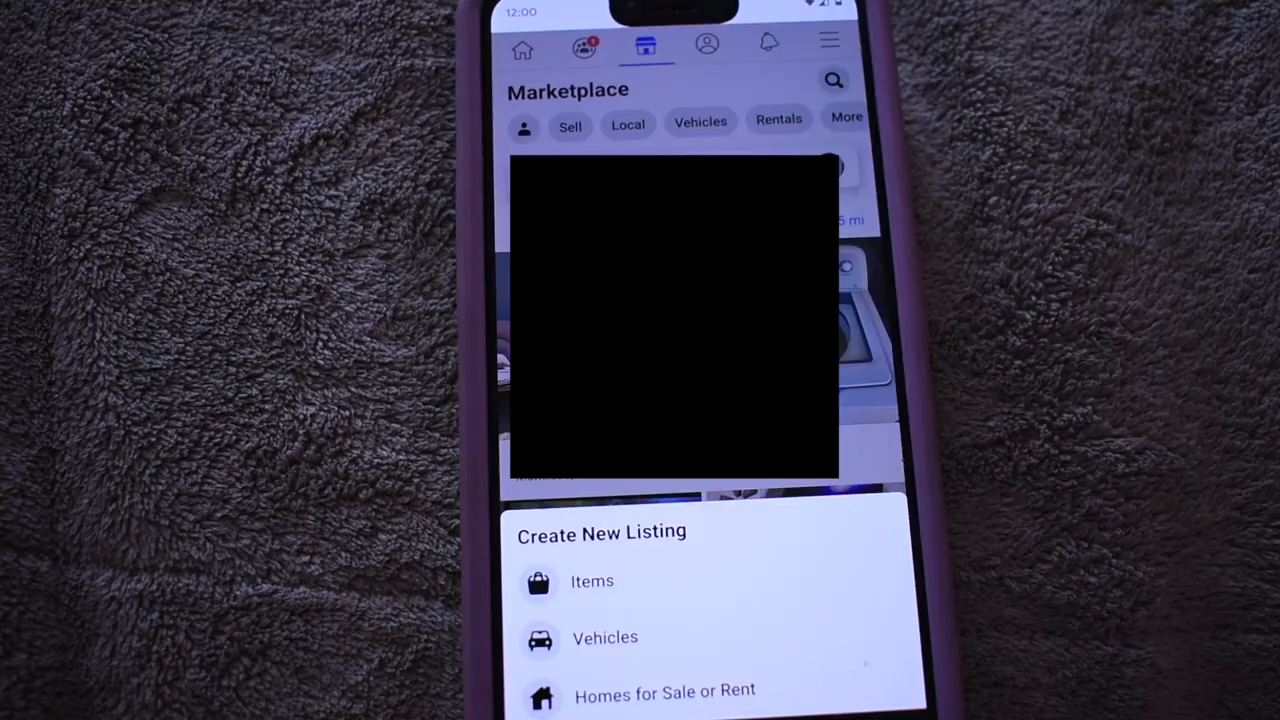 12:00
1
Marketplace
Sell Local Vehicles Rentals More
5 mi
Create New Listing
Items
Vehicles
Homes for Sale or Rent